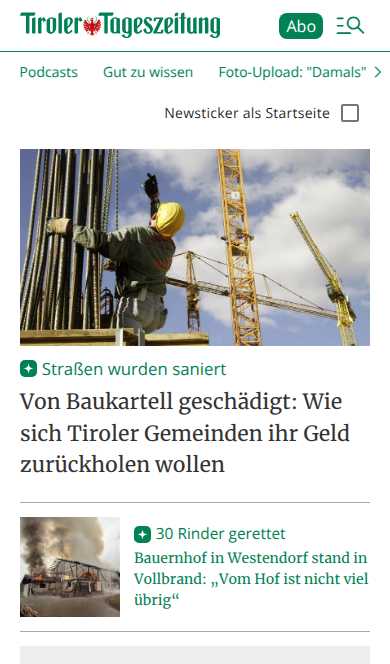 Tiroler Tageszeitung
Abo
Podcasts Gut zu wissen Foto-Upload: "Damals"
Newsticker als Startseite
Straßen wurden saniert
Von Baukartell geschädigt: Wie
sich Tiroler Gemeinden ihr Geld
zurückholen wollen
30 Rinder gerettet
Bauernhof in Westendorf stand in
Vollbrand: „Vom Hof ist nicht viel
übrig“